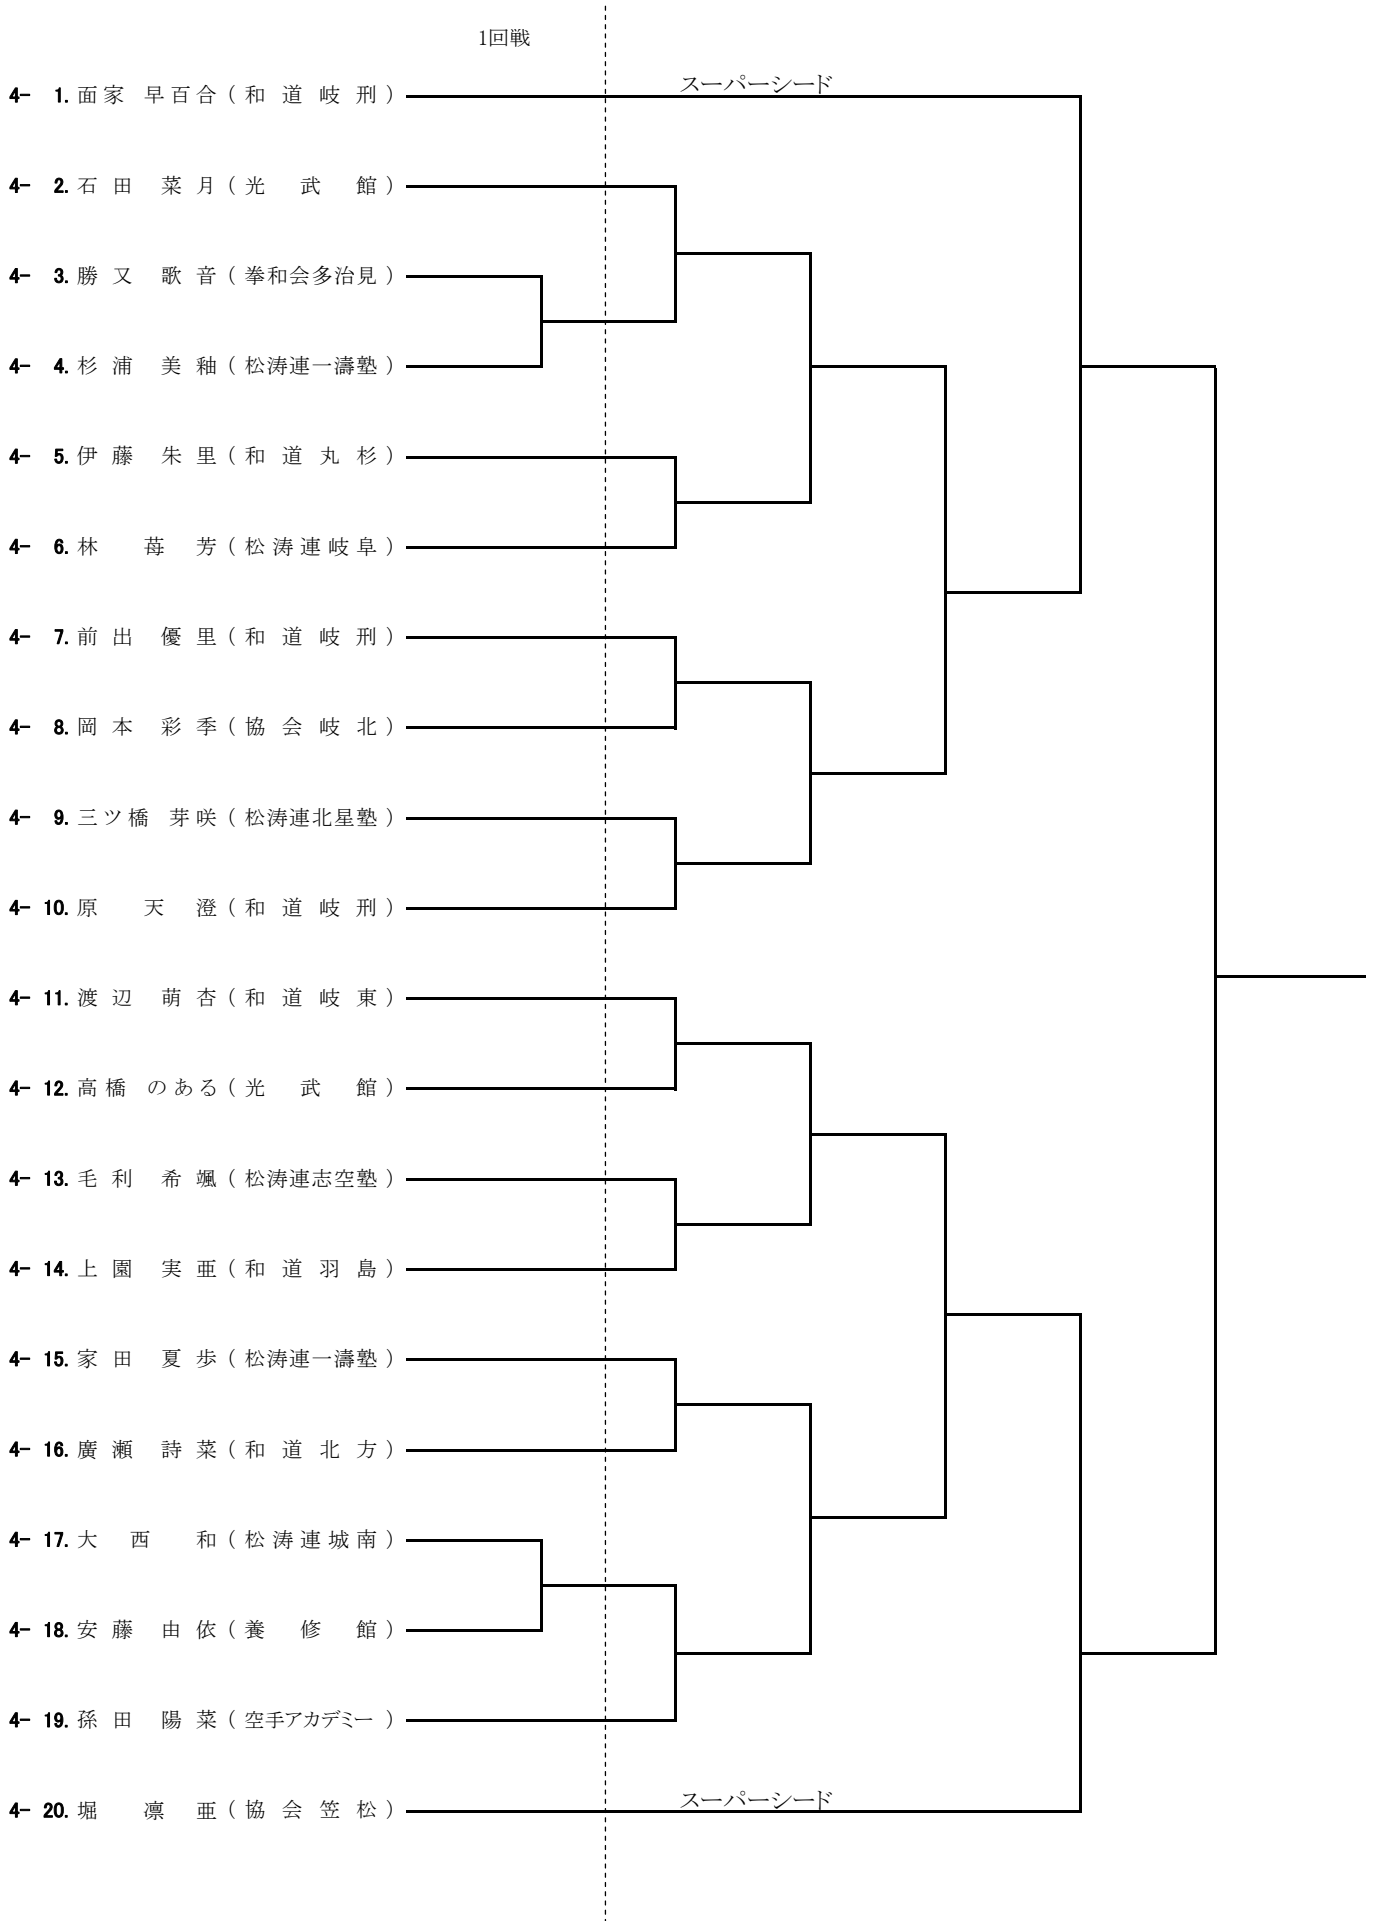 1回戦
4- 1. 面家 早百合 ( 和道岐刑 ) スーパーシード
4- 2. 石田 菜月 ( 光武館 )
4- 3. 勝又 歌音 ( 拳和会多治見 )
4- 4. 杉浦 美釉 ( 松涛連一濤塾 )
4- 5. 伊藤 朱里 ( 和道丸杉 )
4- 6. 林 苺芳 ( 松涛連岐阜 )
4- 7. 前出 優里 ( 和道岐刑 )
4- 8. 岡本 彩季 ( 協会岐北 )
4- 9. 三ツ橋 芽咲 ( 松涛連北星塾 )
4- 10. 原 天澄 ( 和道岐刑 )
4- 11. 渡辺 萌杏 ( 和道岐東 )
4- 12. 高橋 のある ( 光武館 )
4- 13. 毛利 希颯 ( 松涛連志空塾 )
4- 14. 上園 実亜 ( 和道羽島 )
4- 15. 家田 夏歩 ( 松涛連一濤塾 )
4- 16. 廣瀬 詩菜 ( 和道北方 )
4- 17. 大西 和 ( 松涛連城南 )
4- 18. 安藤 由依 ( 養修館 )
4- 19. 孫田 陽菜 ( 空手アカデミー )
4- 20. 堀 凛亜 ( 協会笠松 ) スーパーシード